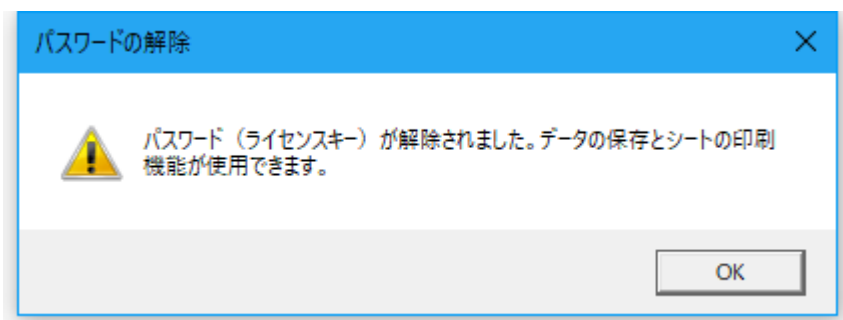 パスワードの解除
パスワード（ライセンスキー）が解除されました。データの保存とシートの印刷
機能が使用できます。
OK